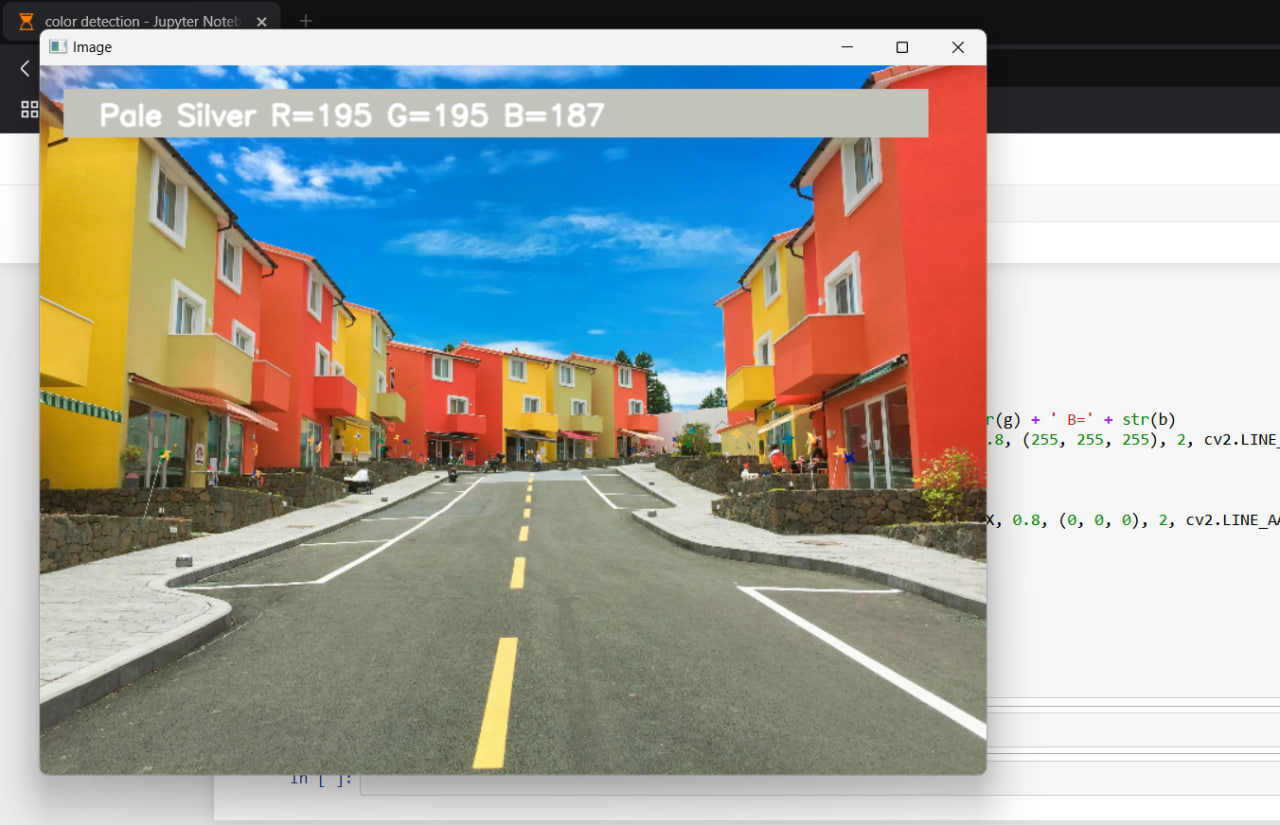 color detection - Jupyter Noteb
Image
Pale Silver R=195 G=195 B=187
r(g) + ' B=' + str(b)
.8, (255, 255, 255), 2, cv2.LINE_
X, 0.8, (0, 0, 0), 2, cv2.LINE_AA
In [ ]: